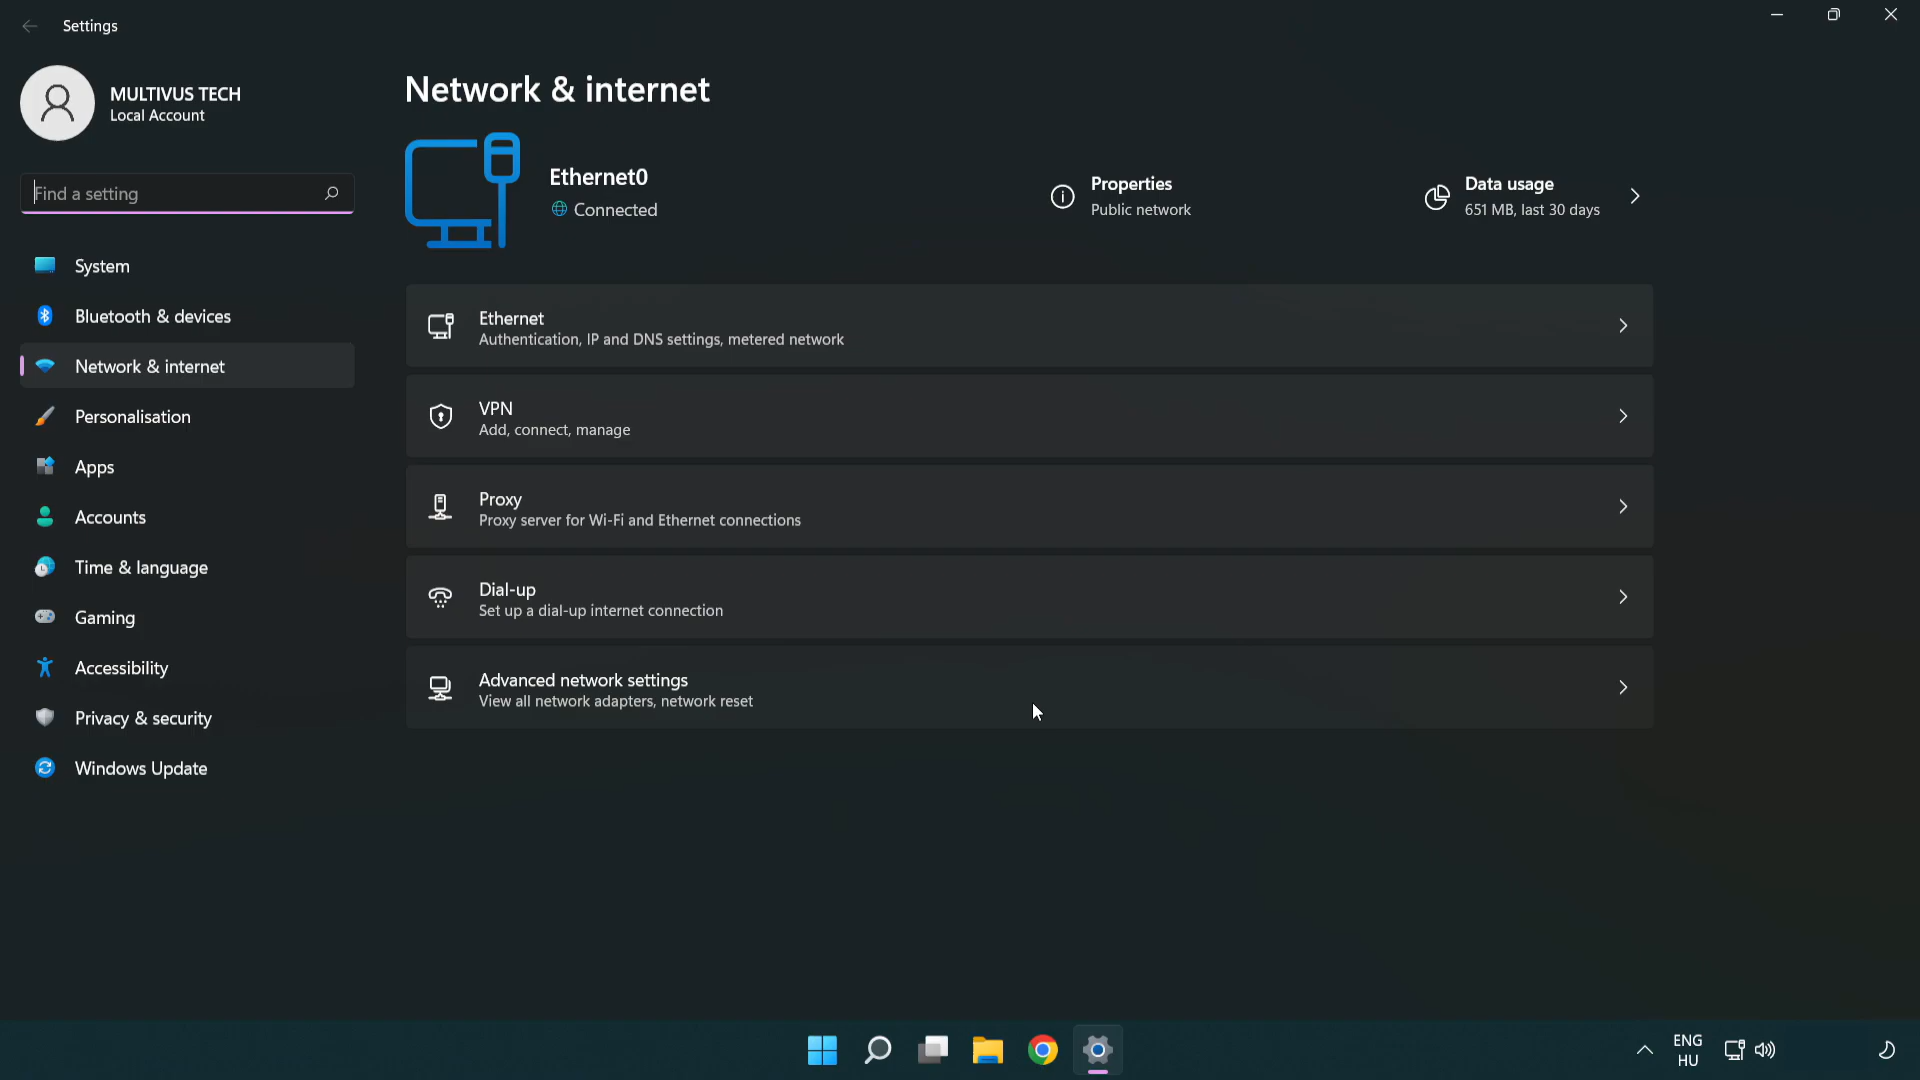 Settings
MULTIVUS TECH
Local Account
Find a setting
System
Bluetooth & devices
Network & internet
Personalisation
Apps
Accounts
Time & language
Gaming
Accessibility
Privacy & security
Windows Update
Network & internet
Ethernet0
Connected
Properties
Public network
Data usage
651 MB, last 30 days
Ethernet
Authentication, IP and DNS settings, metered network
VPN
Add, connect, manage
Proxy
Proxy server for Wi-Fi and Ethernet connections
Dial-up
Set up a dial-up internet connection
Advanced network settings
View all network adapters, network reset
ENG
HU